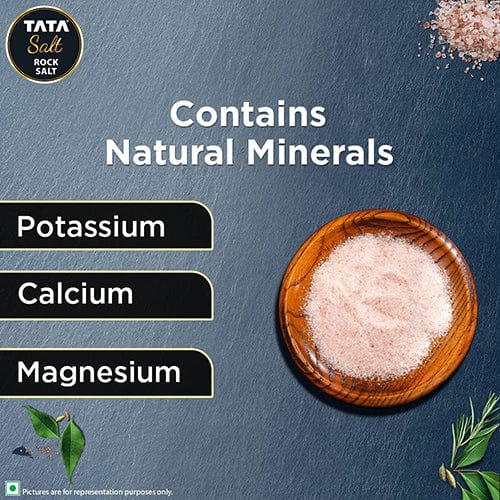 TATA
Salt
ROCK
SALT
Contains
Natural Minerals
Potassium
Calcium
Magnesium
Pictures are for representation purposes only.